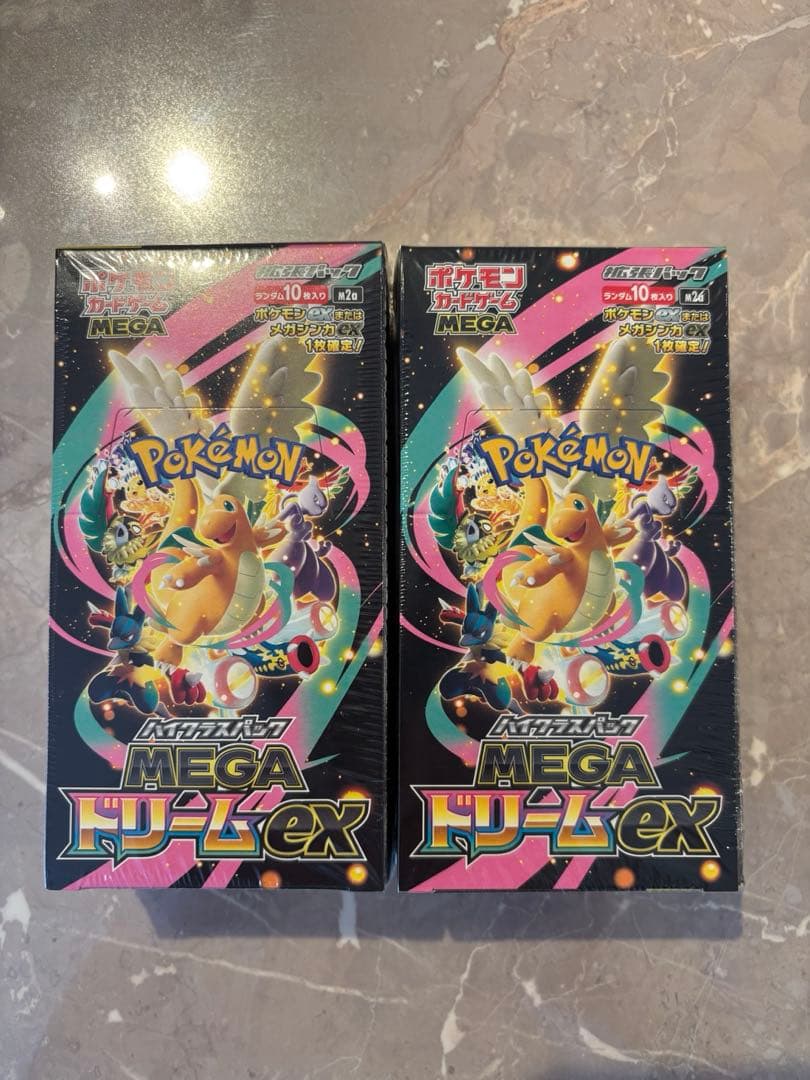 ポケモン
カードゲーム
MEGA
拡張パック
ランダム10枚入り M2a
ポケモンexまたは
メガシンカex
1枚確定!
POKéMON
ハイクラスパック
MEGA
ドリームex
ポケモン
カードゲーム
MEGA
拡張パック
ランダム10枚入り M2a
ポケモンexまたは
メガシンカex
1枚確定!
POKéMON
ハイクラスパック
MEGA
ドリームex